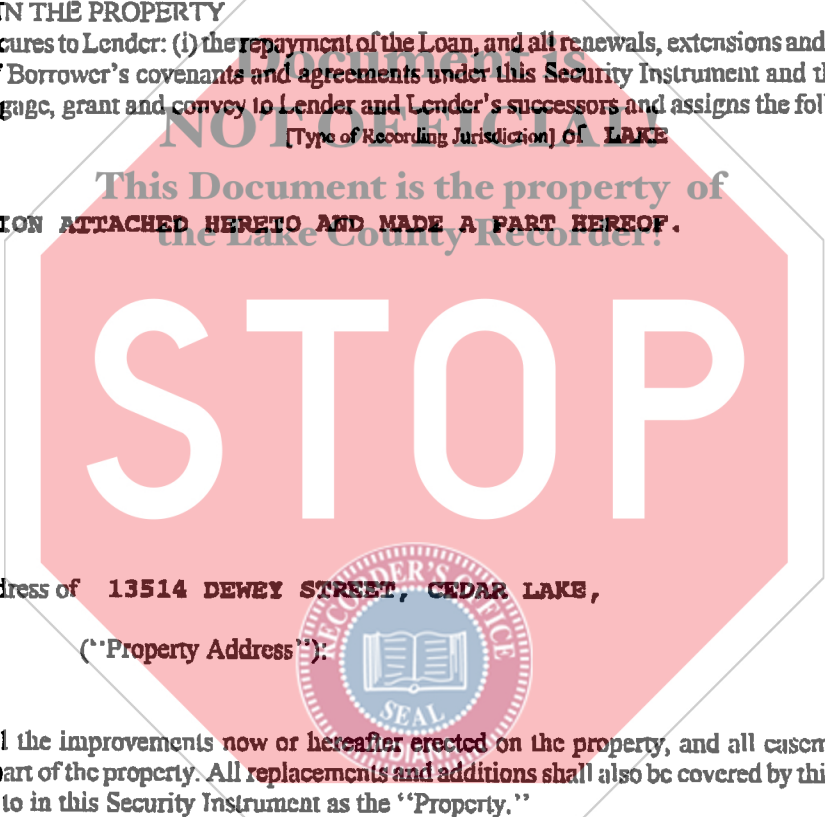 IN THE PROPERTY
cures to Lender: (i) the repayment of the Loan, and all renewals, extensions and
Document is
Borrower's covenants and agreements under this Security Instrument and th
gage, grant and convey to Lender and Lender's successors and assigns the fol
NOT OFFICIAL!
[Type of Recording Jurisdiction] of LAKE
This Document is the property of
ION ATTACHED HERETO AND MADE A PART HEREOF.
the Lake County Recorder!
STOP
dress of 13514 DEWEY STREET, CEDAR LAKE,
RECORDER'S OFFICE
("Property Address"):
SEAL
l the improvements now or hereafter erected on the property, and all easem
part of the property. All replacements and additions shall also be covered by thi
to in this Security Instrument as the "Property."